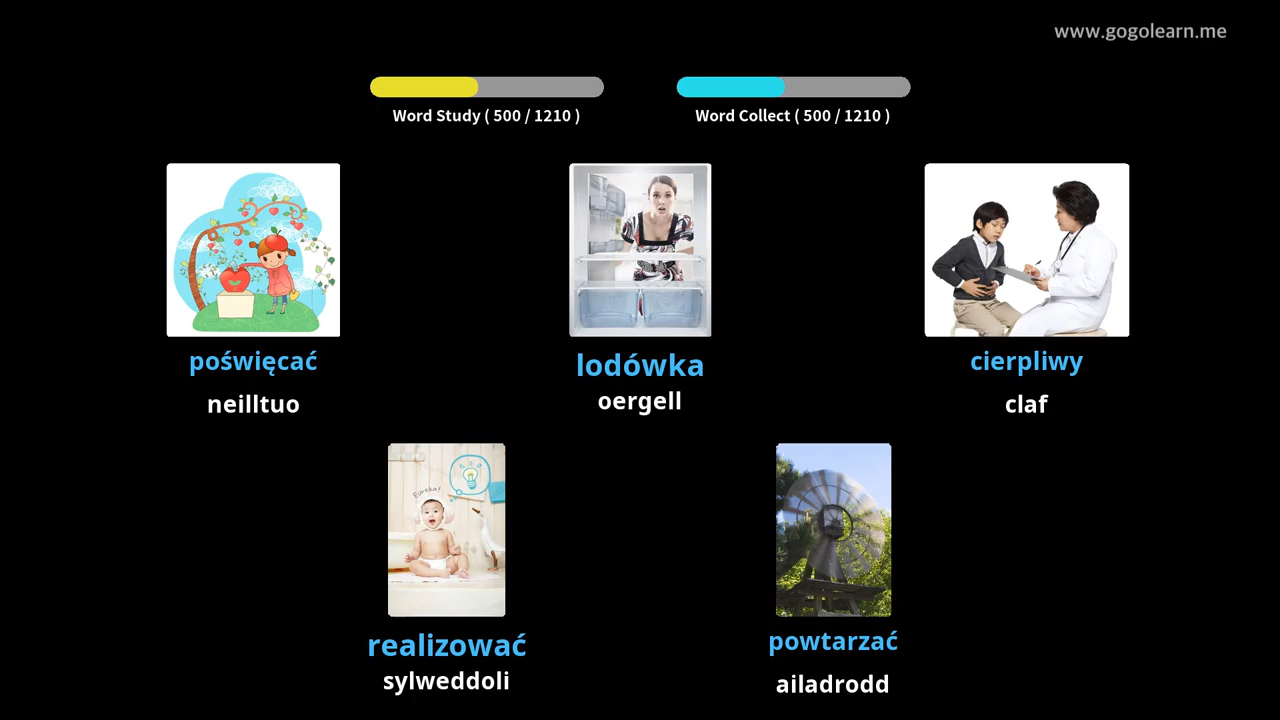 www.gogolearn.me
Word Study ( 500 / 1210 )
Word Collect ( 500 / 1210 )
poświęcać
lodówka
cierpliwy
neilltuo
oergell
claf
Eureka!
realizować
powtarzać
sylweddoli
ailadrodd